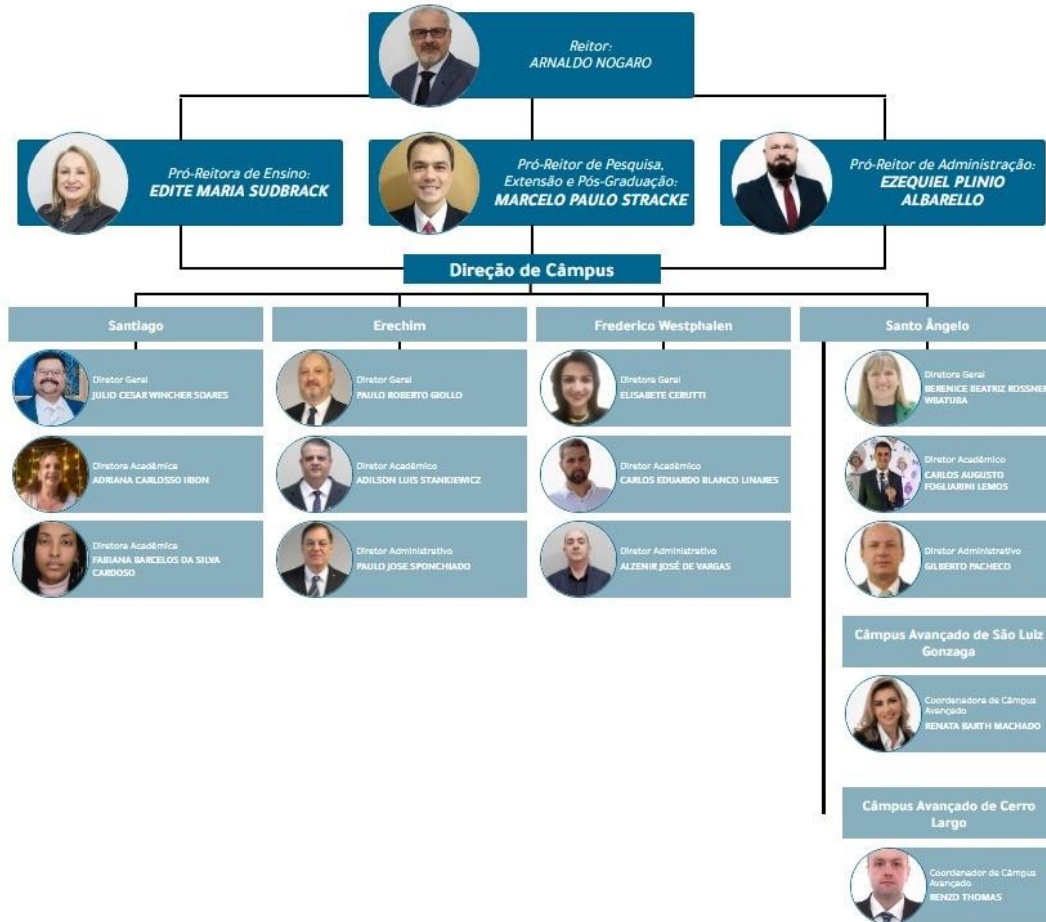 Reitor:
ARNALDO NOGARO
Pró-Reitora de Ensino:
EDITE MARIA SUDBRACK
Pró-Reitor de Pesquisa,
Extensão e Pós-Graduação:
MARCELO PAULO STRACKE
Pró-Reitor de Administração:
EZEQUIEL PLINIO
ALBARELLO
Direção de Câmpus
Santiago
Diretor Geral
JULIO CESAR WINCHER SOARES
Diretora Acadêmica
ADRIANA CARLOSSO IRION
Diretora Acadêmica
FABIANA BARCELOS DA SILVA
CARDOSO
Erechim
Diretor Geral
PAULO ROBERTO GIOLLO
Diretor Acadêmico
ADILSON LUIS STANKIEWICZ
Diretor Administrativo
PAULO JOSE SPONCHIADO
Frederico Westphalen
Diretora Geral
ELISABETE CERUTTI
Diretor Acadêmico
CARLOS EDUARDO BLANCO LINARES
Diretor Administrativo
ALZENIR JOSÉ DE VARGAS
Santo Ângelo
Diretora Geral
BERENICE BEATRIZ ROSSNER
WBATUBA
Diretor Acadêmico
CARLOS AUGUSTO
FOGLIARINI LEMOS
Diretor Administrativo
GILBERTO PACHECO
Câmpus Avançado de São Luiz
Gonzaga
Coordenadora de Câmpus
Avançado
RENATA BARTH MACHADO
Câmpus Avançado de Cerro
Largo
Coordenador de Câmpus
Avançado
RENZO THOMAS